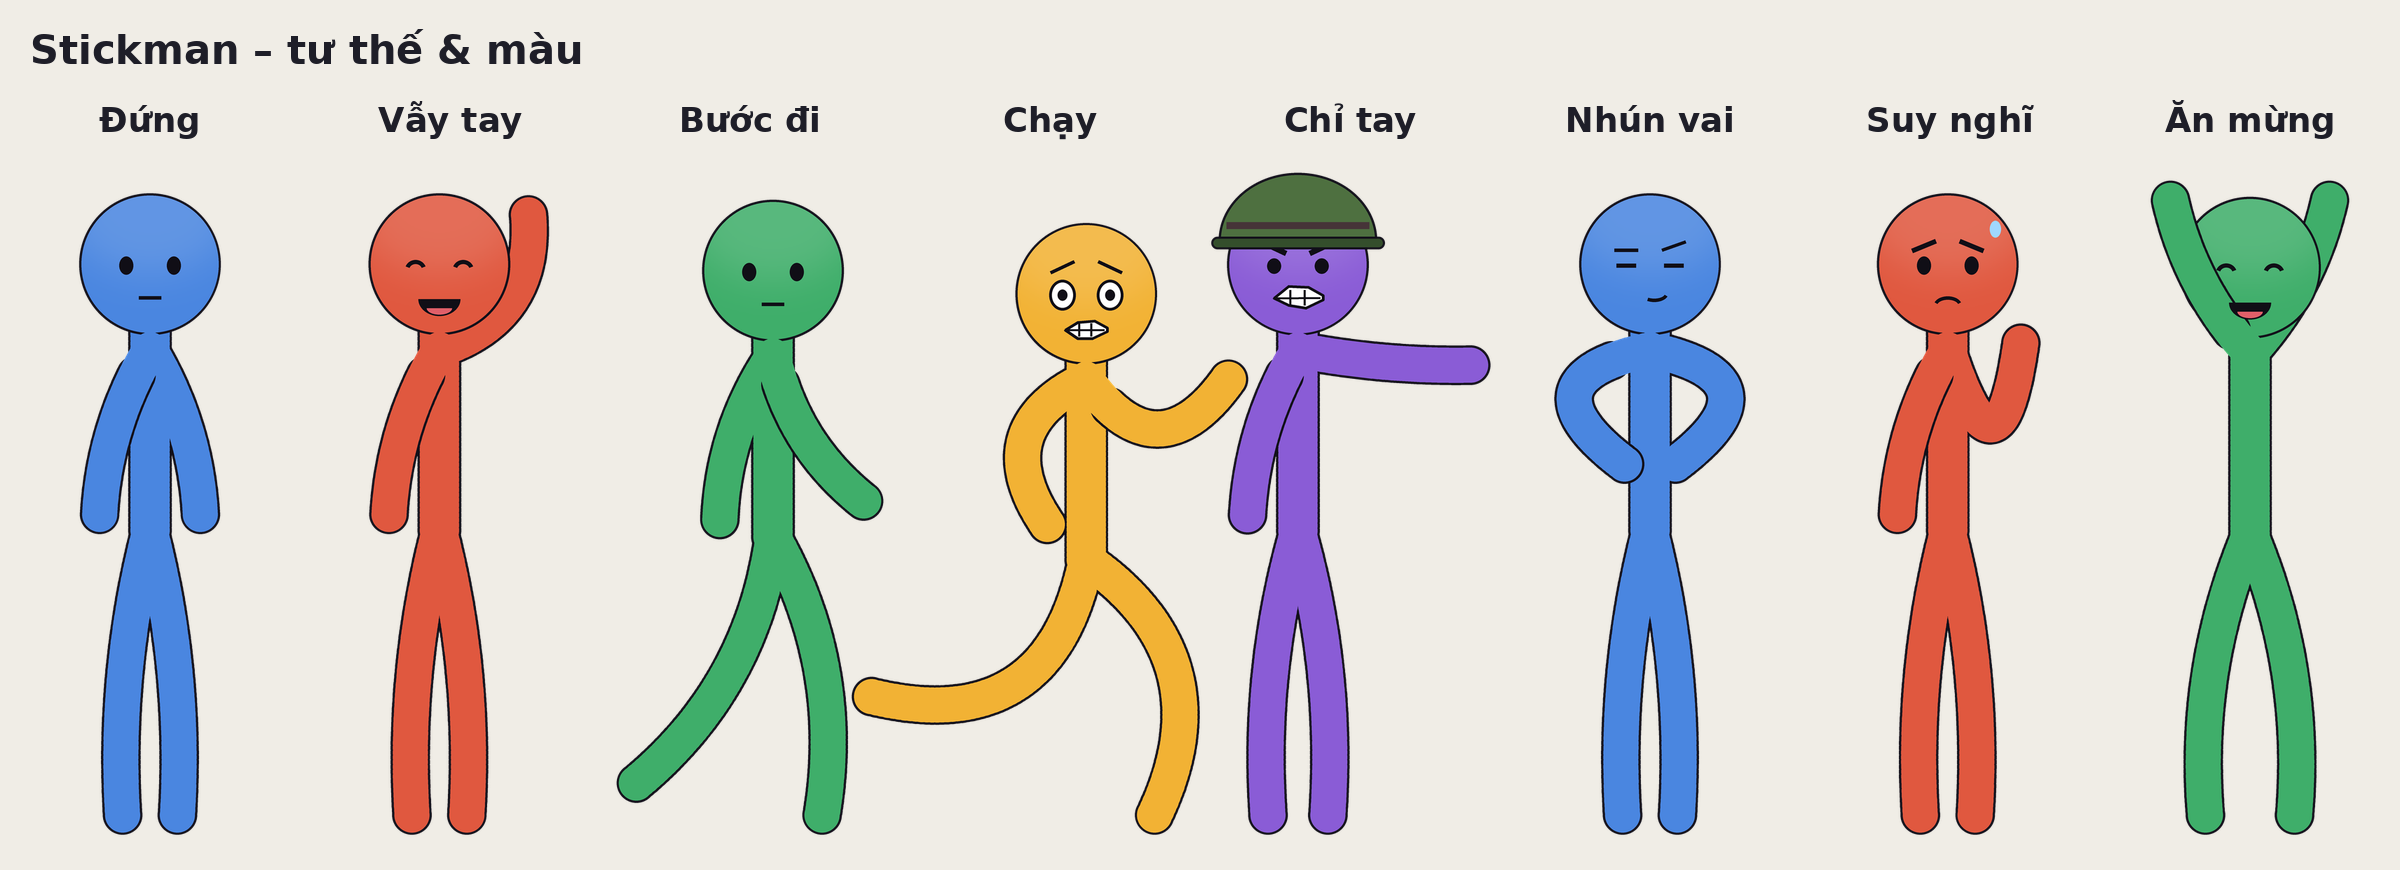 Stickman – tư thế & màu
Đứng Vẫy tay Bước đi Chạy Chỉ tay Nhún vai Suy nghĩ Ăn mừng